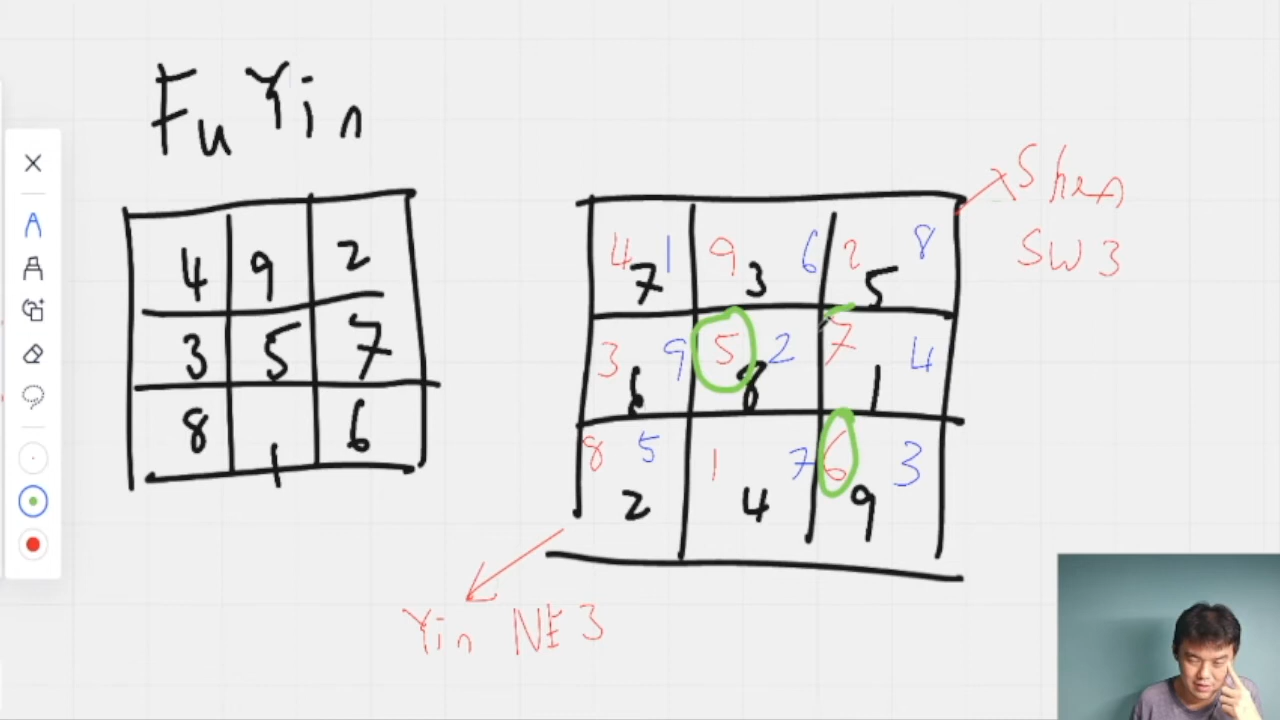 Fu Yin
4 9 2
3 5 7
8 1 6
4 1 9 6 2 8
7 3 5
3 9 5 2 7 4
6 8 1
8 5 1 7 6 3
2 4 9
Shen
SW 3
Yin NE 3